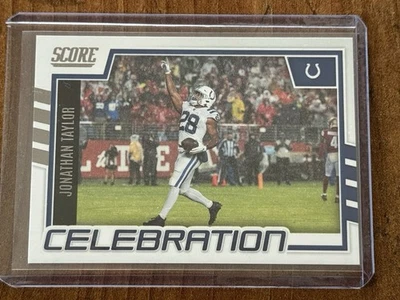 SCORE
JONATHAN TAYLOR
28
CELEBRATION